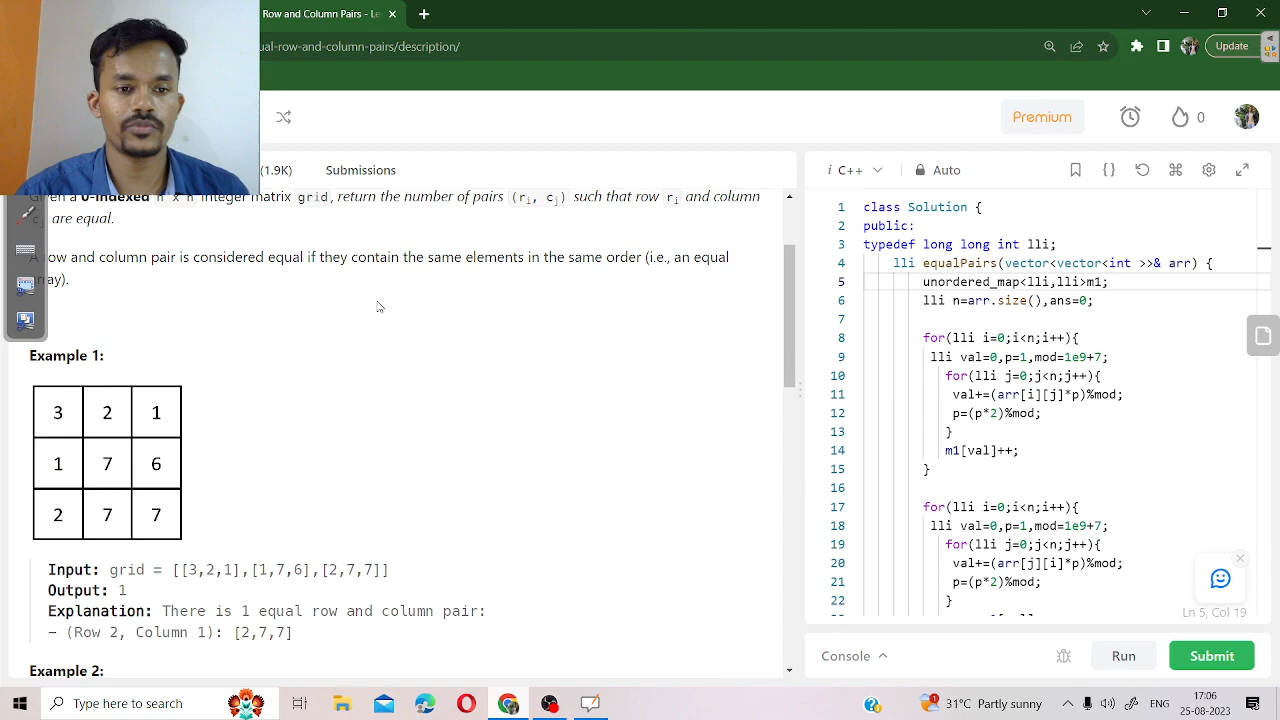 Row and Column Pairs - Le
ual-row-and-column-pairs/description/
Update
Premium
0
(1.9K) Submissions
i C++ Auto
Given a 0-indexed n x n integer matrix grid, return the number of pairs (ri, cj) such that row ri and column
cj are equal.
A row and column pair is considered equal if they contain the same elements in the same order (i.e., an equal
array).
Example 1:
3 2 1
1 7 6
2 7 7
Input: grid = [[3,2,1],[1,7,6],[2,7,7]]
Output: 1
Explanation: There is 1 equal row and column pair:
- (Row 2, Column 1): [2,7,7]
Example 2:
1 class Solution {
2 public:
3 typedef long long int lli;
4 lli equalPairs(vector<vector<int >>& arr) {
5 unordered_map<lli,lli>m1;
6 lli n=arr.size(),ans=0;
7
8 for(lli i=0;i<n;i++){
9 lli val=0,p=1,mod=1e9+7;
10 for(lli j=0;j<n;j++){
11 val+=(arr[i][j]*p)%mod;
12 p=(p*2)%mod;
13 }
14 m1[val]++;
15 }
16
17 for(lli i=0;i<n;i++){
18 lli val=0,p=1,mod=1e9+7;
19 for(lli j=0;j<n;j++){
20 val+=(arr[j][i]*p)%mod;
21 p=(p*2)%mod;
22 }
Ln 5, Col 19
Console Run Submit
Type here to search
31°C Partly sunny
ENG
17:06
25-08-2023